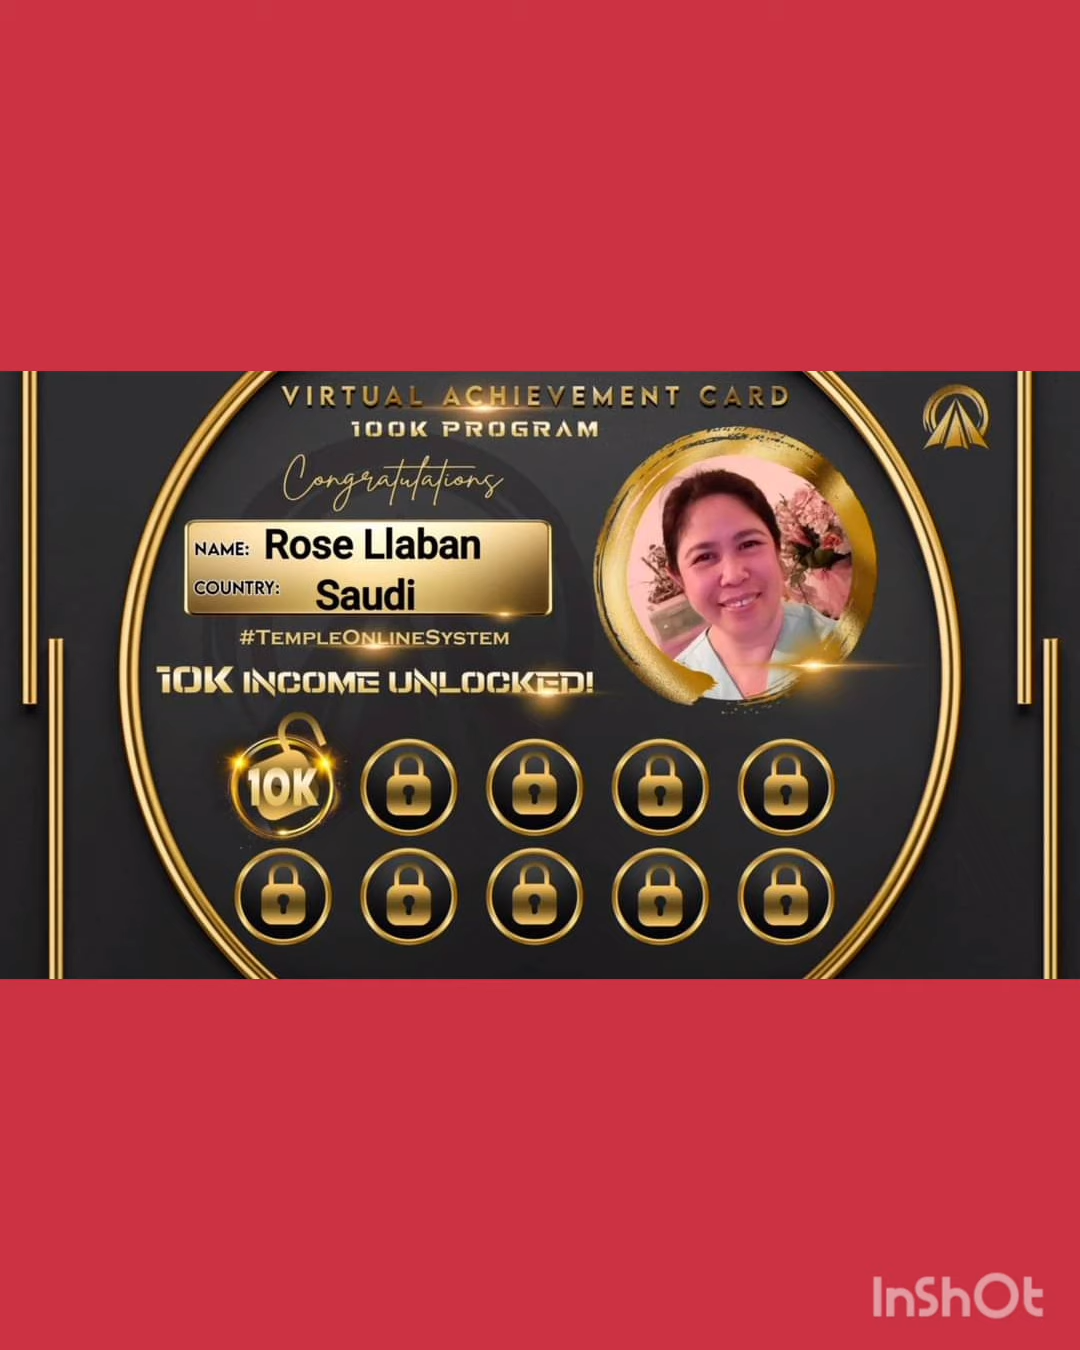 VIRTUAL ACHIEVEMENT CARD
100K PROGRAM
Congratulations
NAME: Rose Llaban
COUNTRY: Saudi
#TEMPLEONLINESYSTEM
10K INCOME UNLOCKED!
10K
InShOt